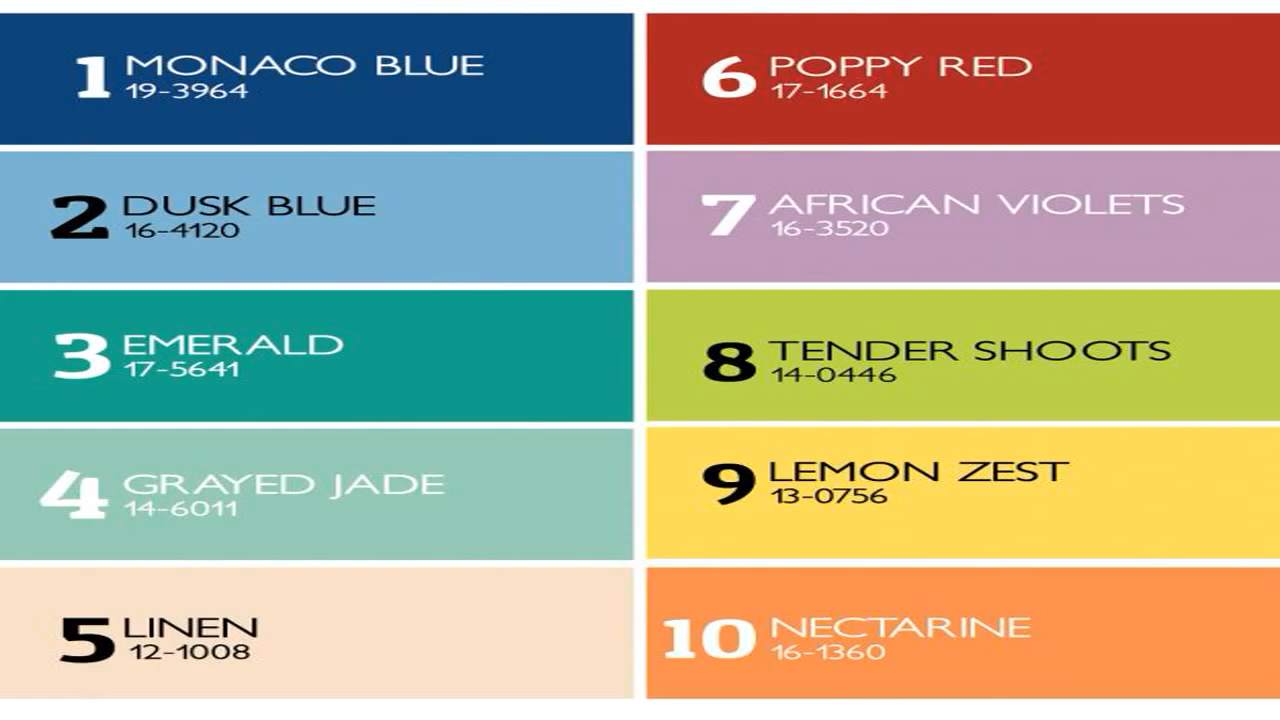 1 MONACO BLUE
19-3964
2 DUSK BLUE
16-4120
3 EMERALD
17-5641
4 GRAYED JADE
14-6011
5 LINEN
12-1008
6 POPPY RED
17-1664
7 AFRICAN VIOLETS
16-3520
8 TENDER SHOOTS
14-0446
9 LEMON ZEST
13-0756
10 NECTARINE
16-1360